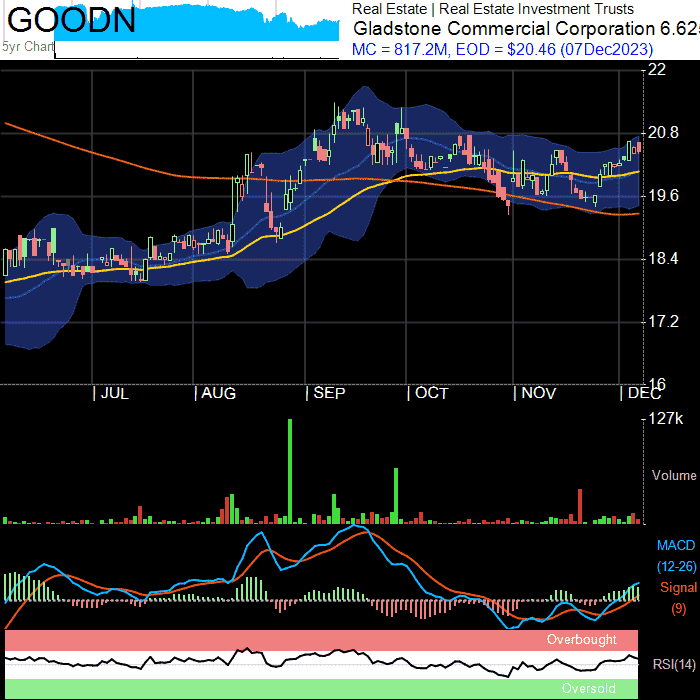 GOODN
5yr Chart
Real Estate | Real Estate Investment Trusts
Gladstone Commercial Corporation 6.62
MC = 817.2M, EOD = $20.46 (07Dec2023)
22
20.8
19.6
18.4
17.2
16
| JUL | AUG | SEP | OCT | NOV | DEC
127k
Volume
MACD
(12-26)
Signal
(9)
Overbought
RSI(14)
Oversold